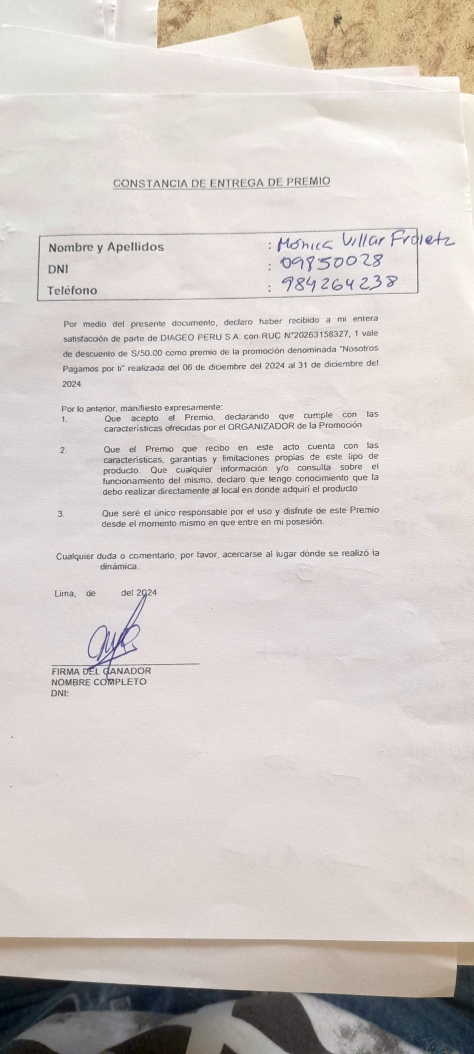 CONSTANCIA DE ENTREGA DE PREMIO
Nombre y Apellidos : Monica Villar
DNI : 09850028
Teléfono : 984264238
Por medio del presente documento, declaro haber recibido a mi entera
satisfacción de parte de DIAGEO PERU S.A. con RUC N°20263158327, 1 vale
de descuento de S/50.00 como premio de la promoción denominada "Nosotros
Pagamos por ti" realizada del 06 de diciembre del 2024 al 31 de diciembre del
2024.
Por lo anterior, manifiesto expresamente:
1. Que acepto el Premio, declarando que cumple con las
características ofrecidas por el ORGANIZADOR de la Promoción
2. Que el Premio que recibo en este acto cuenta con las
características, garantías y limitaciones propias de este tipo de
producto. Que cualquier información y/o consulta sobre el
funcionamiento del mismo, declaro que tengo conocimiento que la
debo realizar directamente al local en donde adquirí el producto
3. Que seré el único responsable por el uso y disfrute de este Premio
desde el momento mismo en que entre en mi posesión.
Cualquier duda o comentario, por favor, acercarse al lugar dónde se realizó la
dinámica.
Lima, de del 2024
FIRMA DEL GANADOR
NOMBRE COMPLETO
DNI: